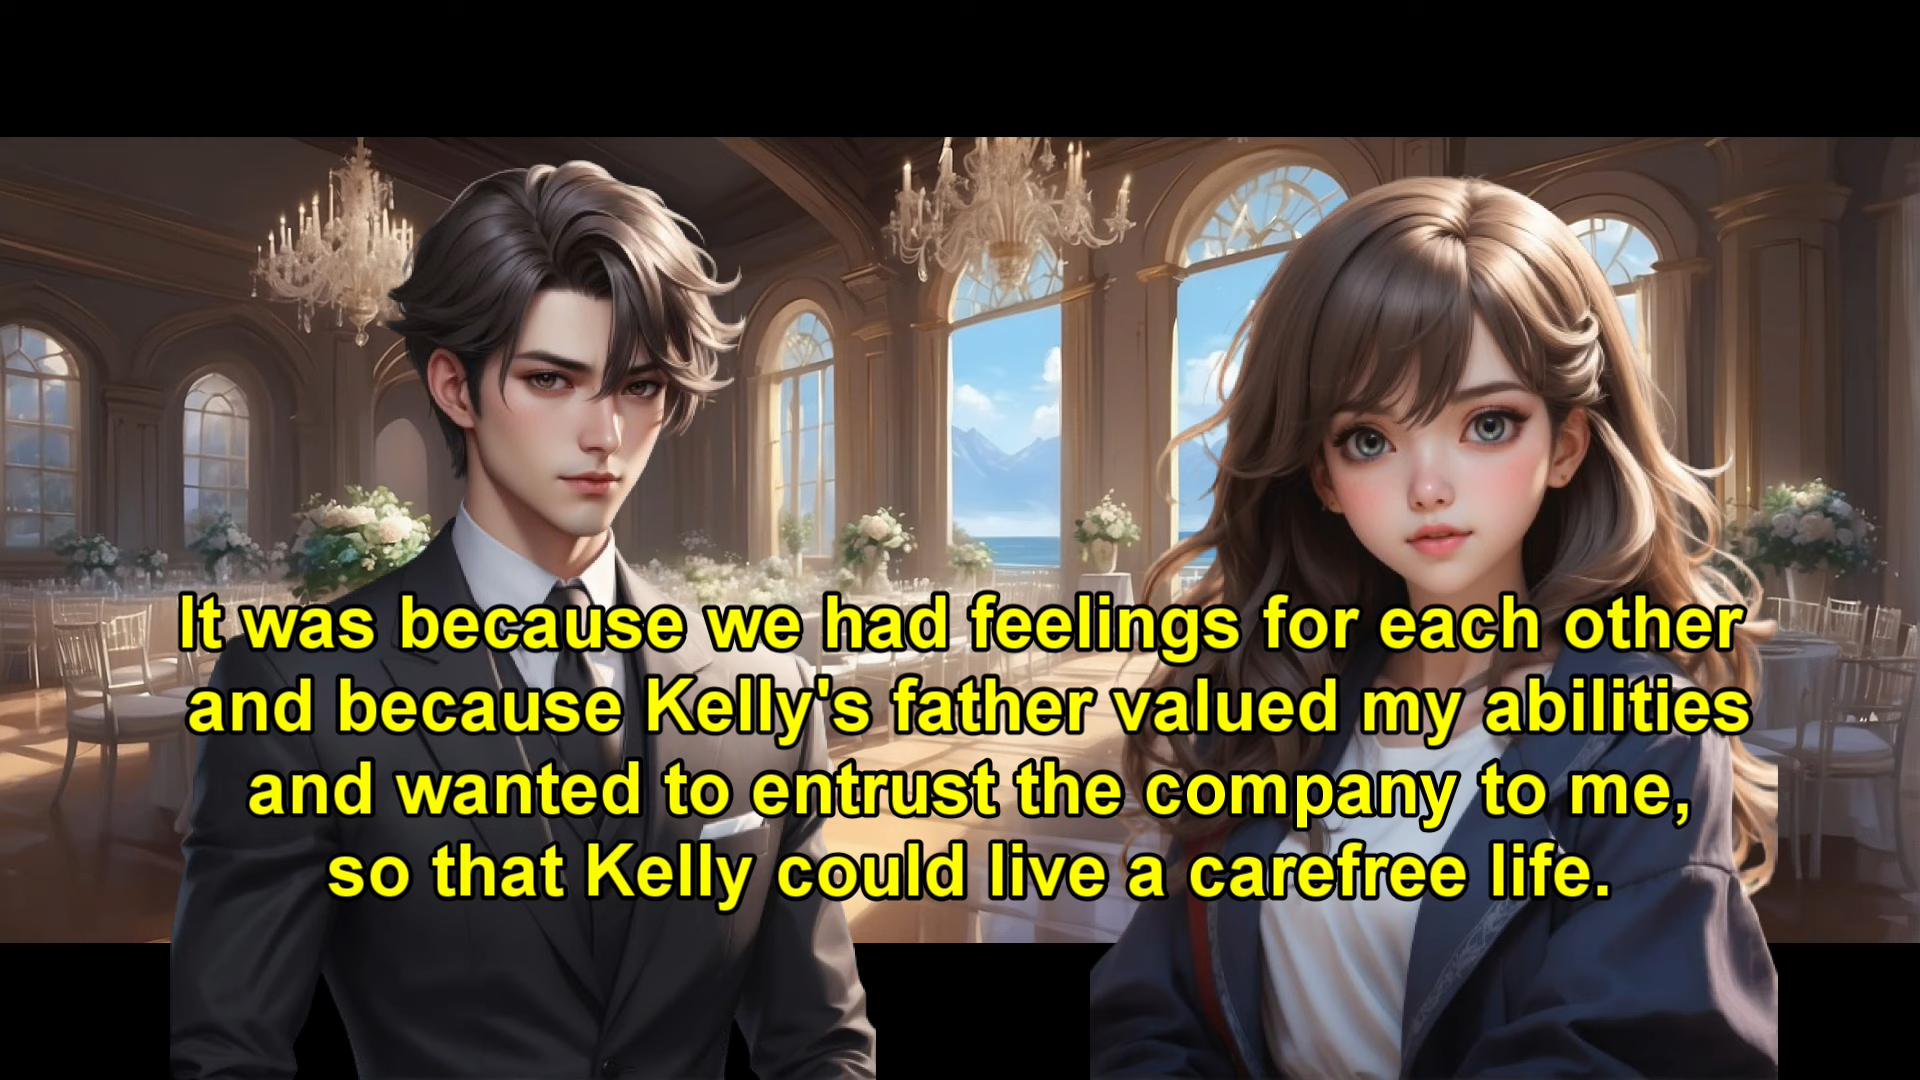 It was because we had feelings for each other
and because Kelly's father valued my abilities
and wanted to entrust the company to me,
so that Kelly could live a carefree life.